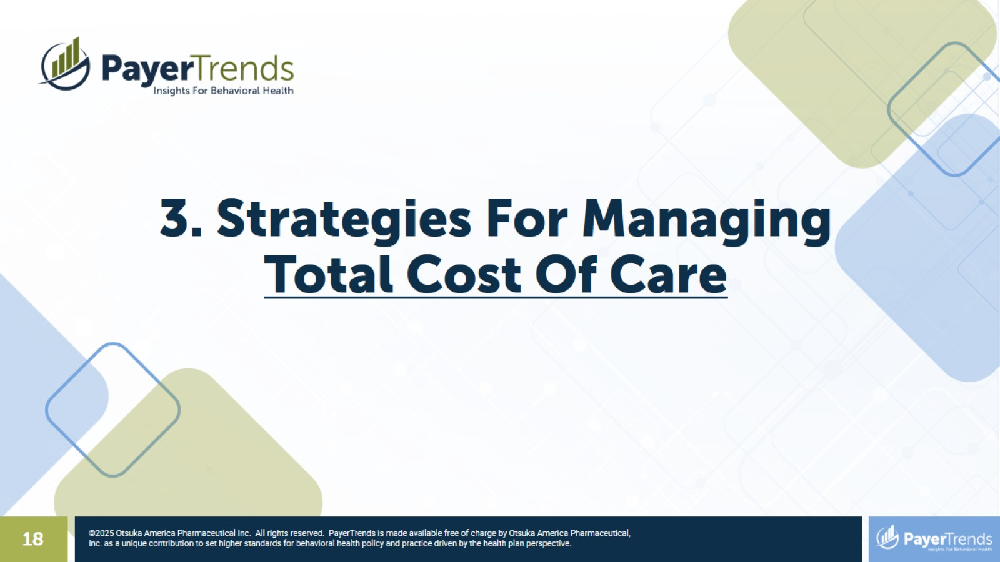 PayerTrends
Insights For Behavioral Health
3. Strategies For Managing
Total Cost Of Care
18
©2025 Otsuka America Pharmaceutical Inc.  All rights reserved.  PayerTrends is made available free of charge by Otsuka America Pharmaceutical,
Inc. as a unique contribution to set higher standards for behavioral health policy and practice driven by the health plan perspective.
PayerTrends
Insights For Behavioral Health